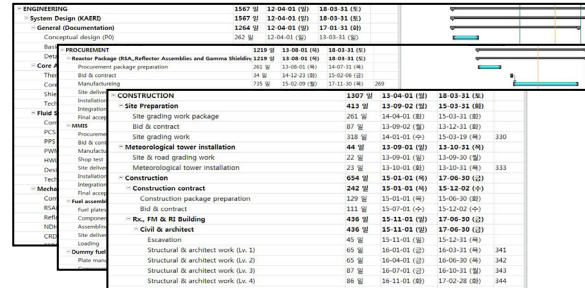 ENGINEERING 1567 일 12-04-01 (일) 18-03-31 (토)
System Design (KAERI) 1567 일 12-04-01 (일) 18-03-31 (토)
General (Documentation) 1264 일 12-04-01 (일) 17-01-31 (화)
Conceptual design (P0) 262 일 12-04-01 (일) 13-03-31 (일)
Basi
Deta
Core A
Ther
Core
Shie
Tech
Fluid S
Con
PCS
PPS
PWM
HWL
Desi
Tech
Mecha
Com
RSA
Refle
NDH
CRD
PROCUREMENT 1219 일 13-08-01 (목) 18-03-31 (토)
Reactor Package (RSA,,Reflector Assemblies and Gamma Shieldin 1219 일 13-08-01 (목) 18-03-31 (토)
Procurement package preparation 261 일 13-08-01 (목) 14-07-31 (목)
Bid & contract 34 일 14-12-23 (화) 15-02-06 (금)
Manufactureing 735 일 15-02-09 (월) 17-11-30 (목) 269
Site deliver
Installation
Integration
Final accep
MMIS
Procureme
Bid & cont
Manufactu
Shop test
Site deliver
Installation
Integration
Final accep
Fuel assembl
Fuel plates
Componen
Assemblin
Site deliver
Loading
Dummy fuel
Plate manu
CONSTRUCTION 1307 일 13-04-01 (월) 18-03-31 (토)
Site Preparation 413 일 13-09-02 (월) 15-03-31 (화)
Site grading work package 261 일 14-04-01 (화) 15-03-31 (화)
Bid & contract 87 일 13-09-02 (월) 13-12-31 (화)
Site grading work 318 일 14-01-01 (수) 15-03-19 (목) 330
Meteorological tower installation 44 일 13-09-01 (일) 13-10-31 (목)
Site & road grading work 22 일 13-09-01 (일) 13-09-30 (월)
Meteorological tower installation 23 일 13-10-01 (화) 13-10-31 (목) 333
Construction 654 일 15-01-01 (목) 17-06-30 (금)
Construction contract 242 일 15-01-01 (목) 15-12-02 (수)
Construction package preparation 129 일 15-01-01 (목) 15-06-30 (화)
Bid & contract 111 일 15-07-01 (수) 15-12-02 (수)
Rx., FM & RI Building 436 일 15-11-01 (일) 17-06-30 (금)
Civil & architect 436 일 15-11-01 (일) 17-06-30 (금)
Escavation 45 일 15-11-01 (일) 15-12-31 (목)
Structural & architect work (Lv. 1) 65 일 16-01-01 (금) 16-03-31 (목) 341
Structural & architect work (Lv. 2) 65 일 16-04-01 (금) 16-06-30 (목) 342
Structural & architect work (Lv. 3) 87 일 16-07-01 (금) 16-10-31 (월) 343
Structural & architect work (Lv. 4) 86 일 16-11-01 (화) 17-02-28 (화) 344